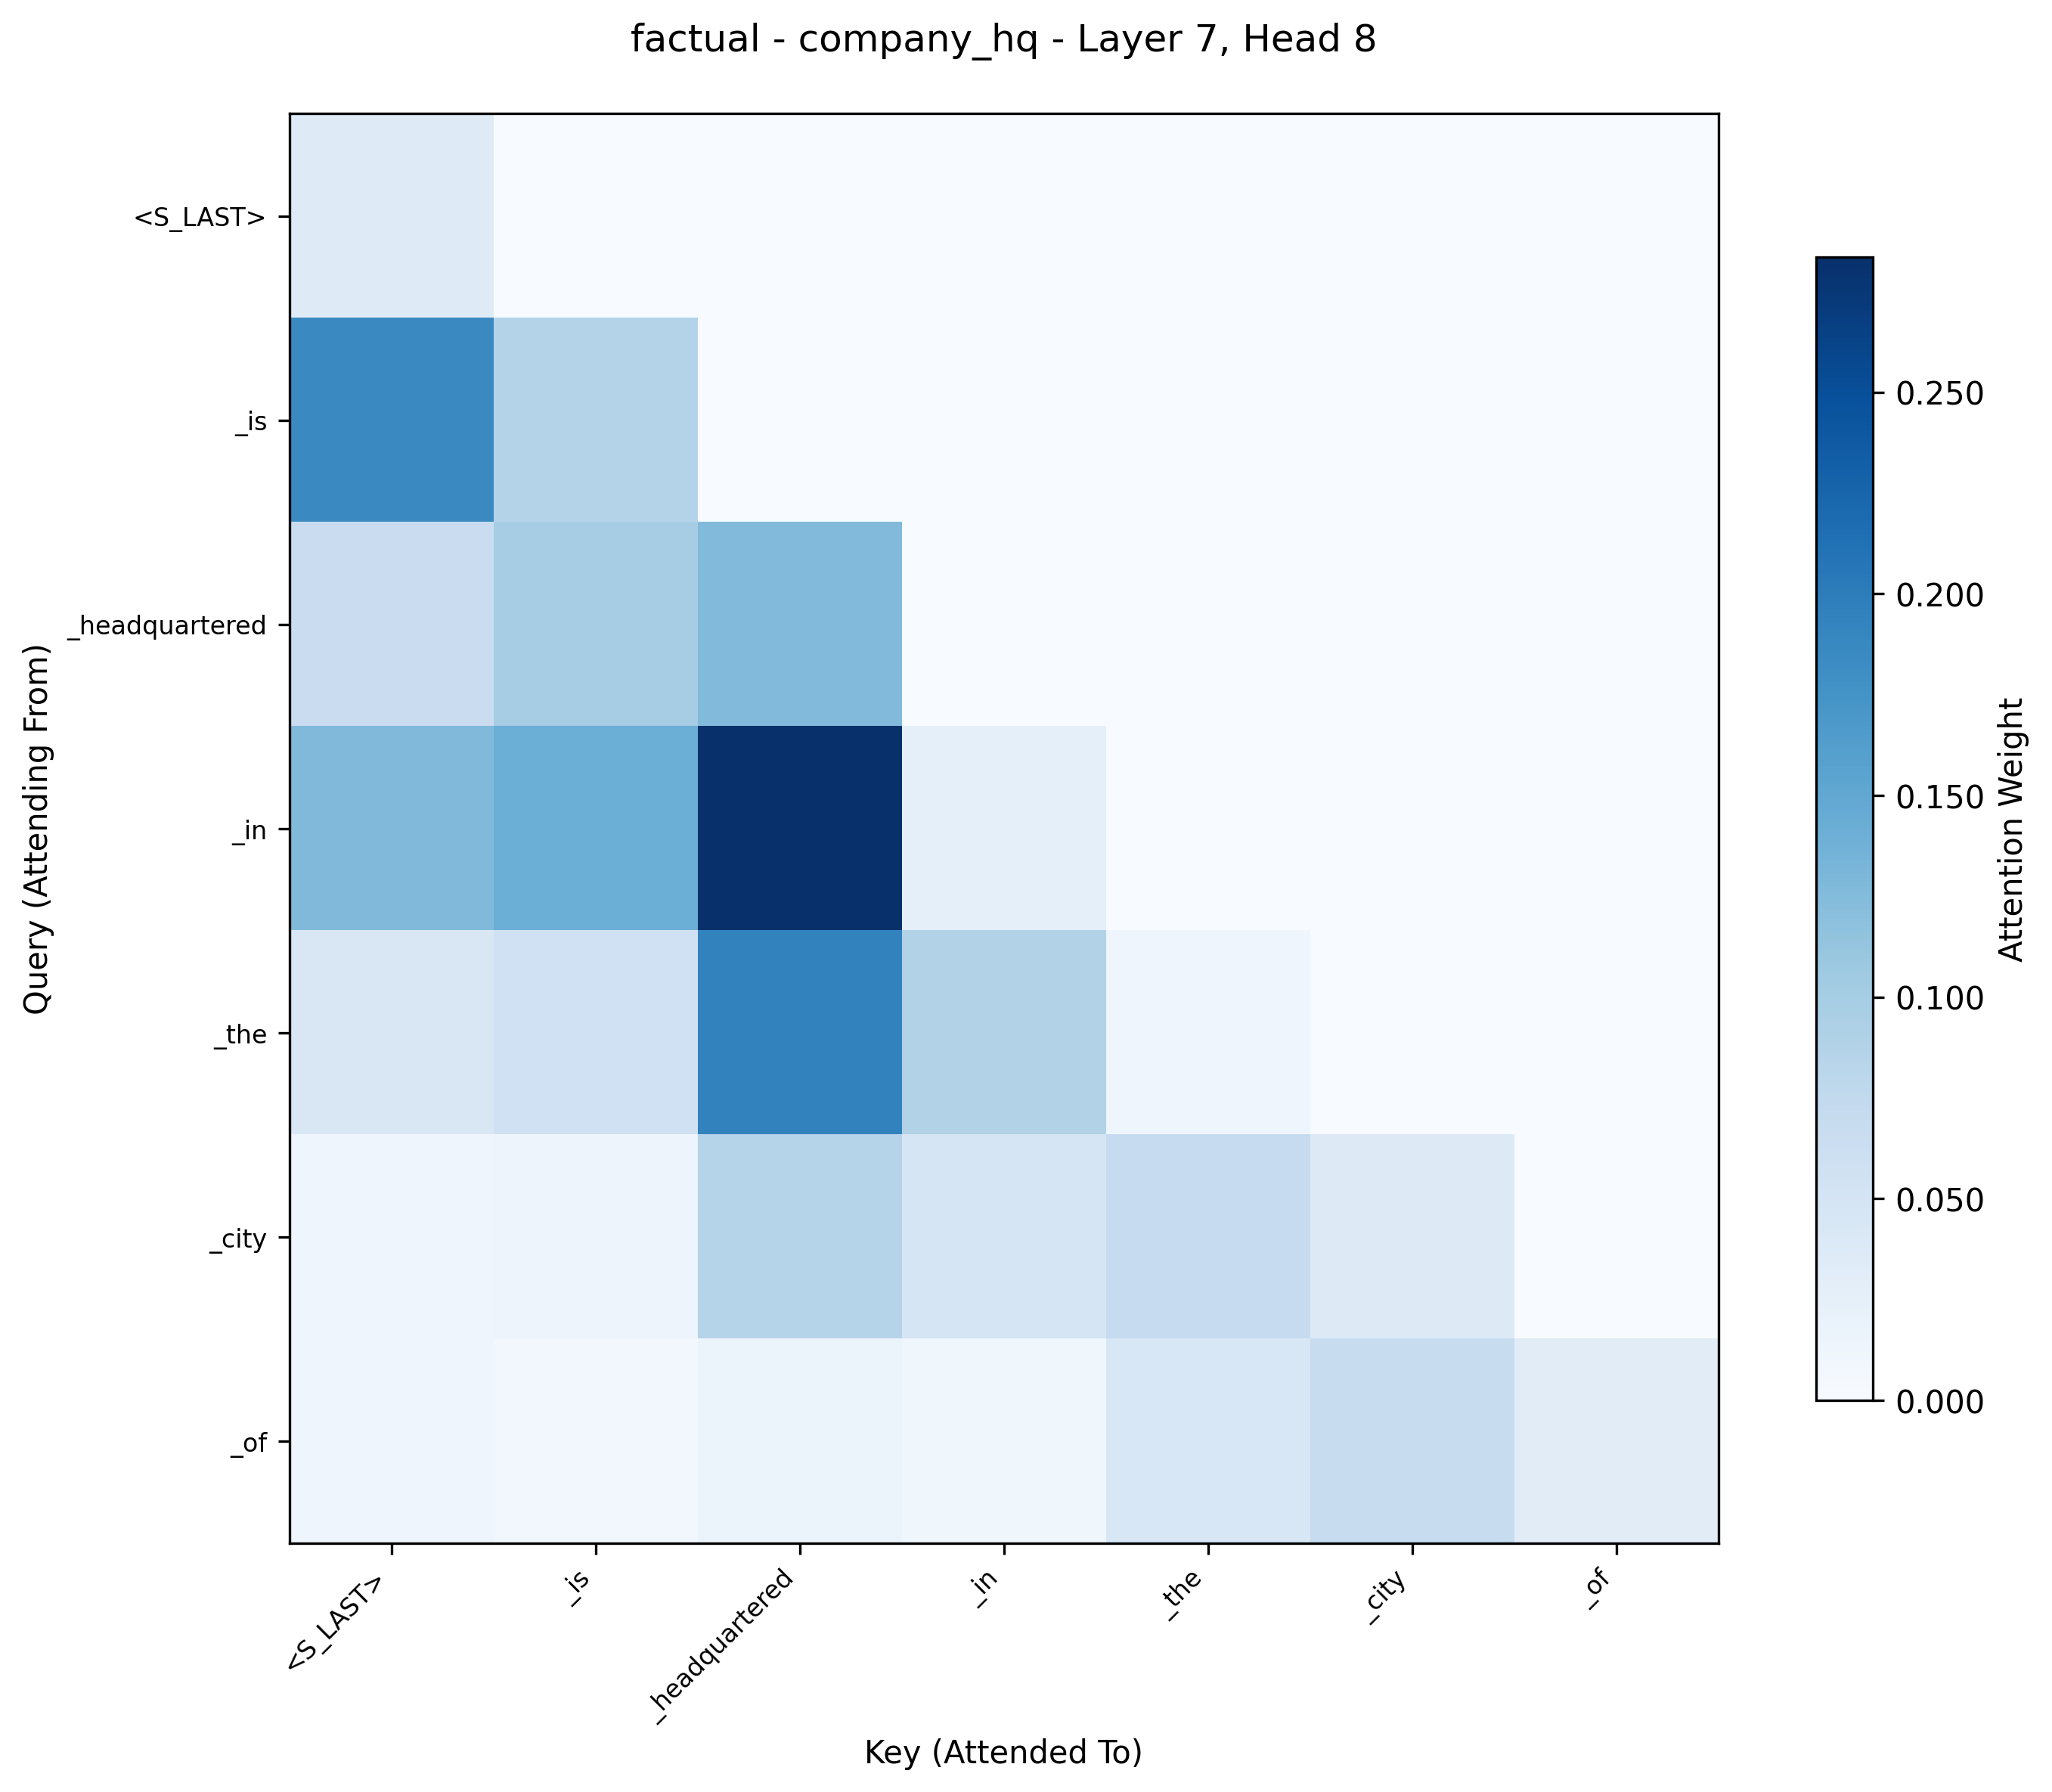 factual - company_hq - Layer 7, Head 8
Query (Attending From)
<S_LAST>
_is
_headquartered
_in
_the
_city
_of
<S_LAST>
_is
_headquartered
_in
_the
_city
_of
Key (Attended To)
0.250
0.200
0.150
0.100
0.050
0.000
Attention Weight